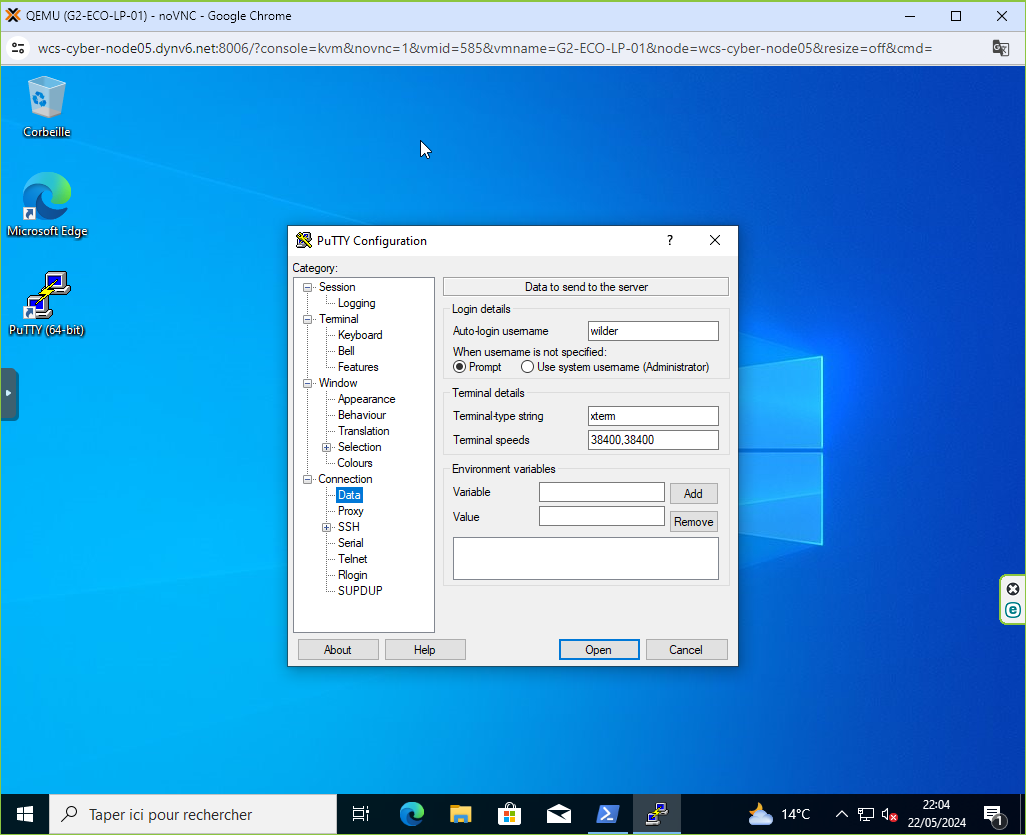 QEMU (G2-ECO-LP-01) - noVNC - Google Chrome
wcs-cyber-node05.dynv6.net:8006/?console=kvm&novnc=1&vmid=585&vmname=G2-ECO-LP-01&node=wcs-cyber-node05&resize=off&cmd=
Corbeille
Microsoft Edge
PuTTY (64-bit)
PuTTY Configuration
?
Category:
Session
Logging
Terminal
Keyboard
Bell
Features
Window
Appearance
Behaviour
Translation
Selection
Colours
Connection
Data
Proxy
SSH
Serial
Telnet
Rlogin
SUPDUP
Data to send to the server
Login details
Auto-login username wilder
When username is not specified:
Prompt Use system username (Administrator)
Terminal details
Terminal-type string xterm
Terminal speeds 38400,38400
Environment variables
Variable Add
Value Remove
About Help Open Cancel
Taper ici pour rechercher
14°C
22:04
22/05/2024
1